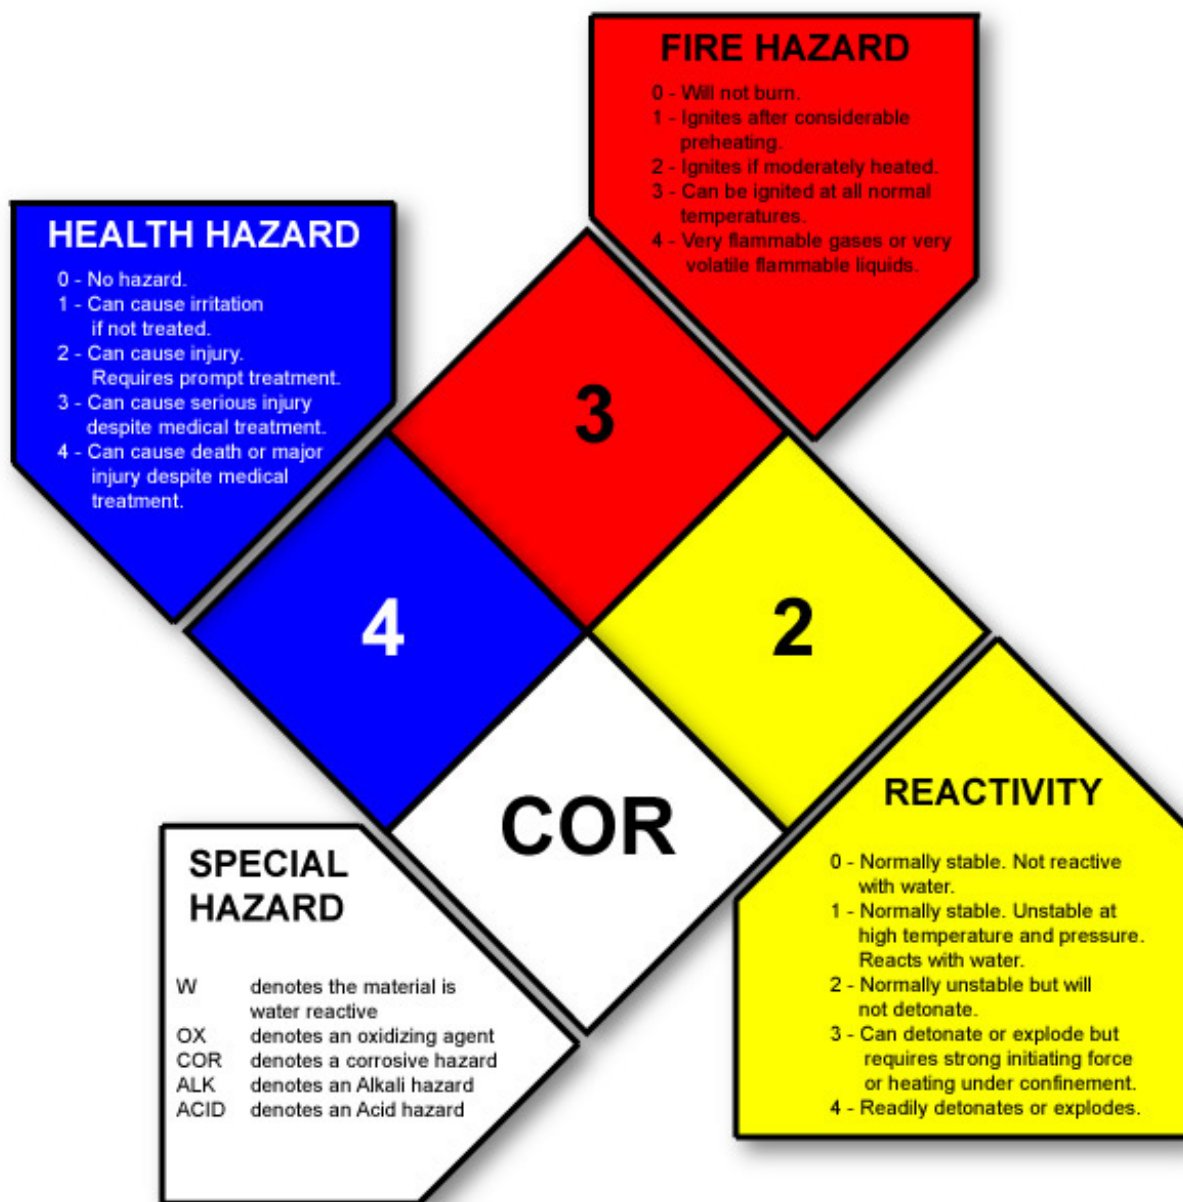 FIRE HAZARD
0 - Will not burn.
1 - Ignites after considerable
preheating.
2 - Ignites if moderately heated.
3 - Can be ignited at all normal
temperatures.
4 - Very flammable gases or very
volatile flammable liquids.
HEALTH HAZARD
0 - No hazard.
1 - Can cause irritation
if not treated.
2 - Can cause injury.
Requires prompt treatment.
3 - Can cause serious injury
despite medical treatment.
4 - Can cause death or major
injury despite medical
treatment.
3
4
2
COR
REACTIVITY
0 - Normally stable. Not reactive
with water.
1 - Normally stable. Unstable at
high temperature and pressure.
Reacts with water.
2 - Normally unstable but will
not detonate.
3 - Can detonate or explode but
requires strong initiating force
or heating under confinement.
4 - Readily detonates or explodes.
SPECIAL
HAZARD
W denotes the material is
water reactive
OX denotes an oxidizing agent
COR denotes a corrosive hazard
ALK denotes an Alkali hazard
ACID denotes an Acid hazard